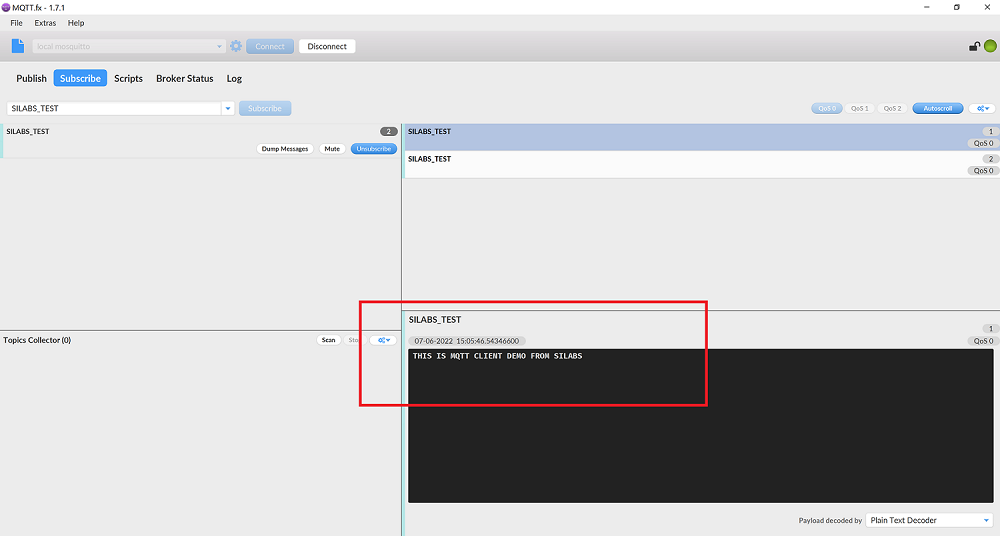 MQTT.fx - 1.7.1
File Extras Help
local mosquitto Connect Disconnect
Publish Subscribe Scripts Broker Status Log
SILABS_TEST Subscribe QoS 0 QoS 1 QoS 2 Autoscroll
SILABS_TEST 2
Dump Messages Mute Unsubscribe
SILABS_TEST 1
QoS 0
SILABS_TEST 2
QoS 0
Topics Collector (0) Scan Stop
SILABS_TEST
1
07-06-2022 15:05:46.54346600 QoS 0
THIS IS MQTT CLIENT DEMO FROM SILABS
Payload decoded by Plain Text Decoder